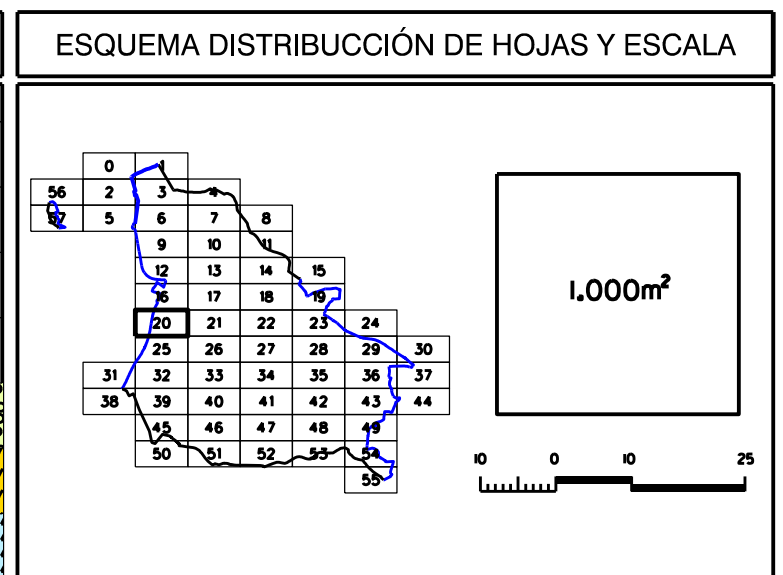 ESQUEMA DISTRIBUCCIÓN DE HOJAS Y ESCALA
0 1
56 2 3 4
57 5 6 7 8
9 10 11
12 13 14 15
16 17 18 19
20 21 22 23 24
25 26 27 28 29 30
31 32 33 34 35 36 37
38 39 40 41 42 43 44
45 46 47 48 49
50 51 52 53 54
55
1.000m²
10 0 10 25